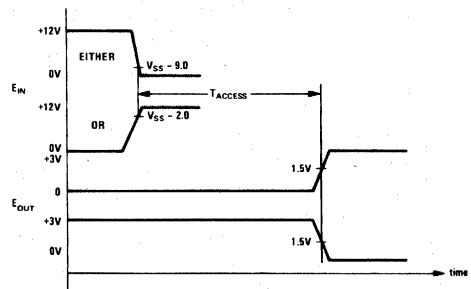 +12V
EITHER
V_SS – 9.0
0V
E_IN
+12V
T_ACCESS
OR
V_SS – 2.0
0V
+3V
1.5V
0
E_OUT
+3V
1.5V
0V
time